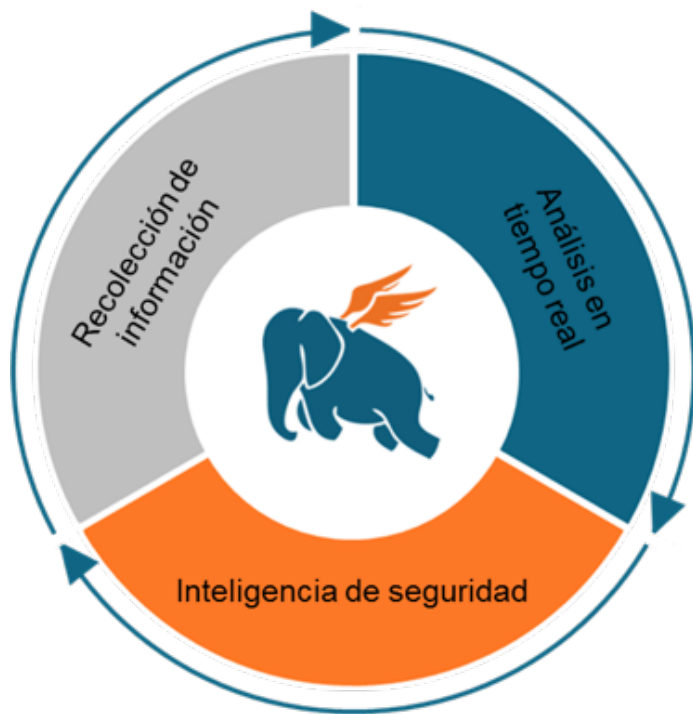 Recolección de
información
Análisis en
tiempo real
Inteligencia de seguridad